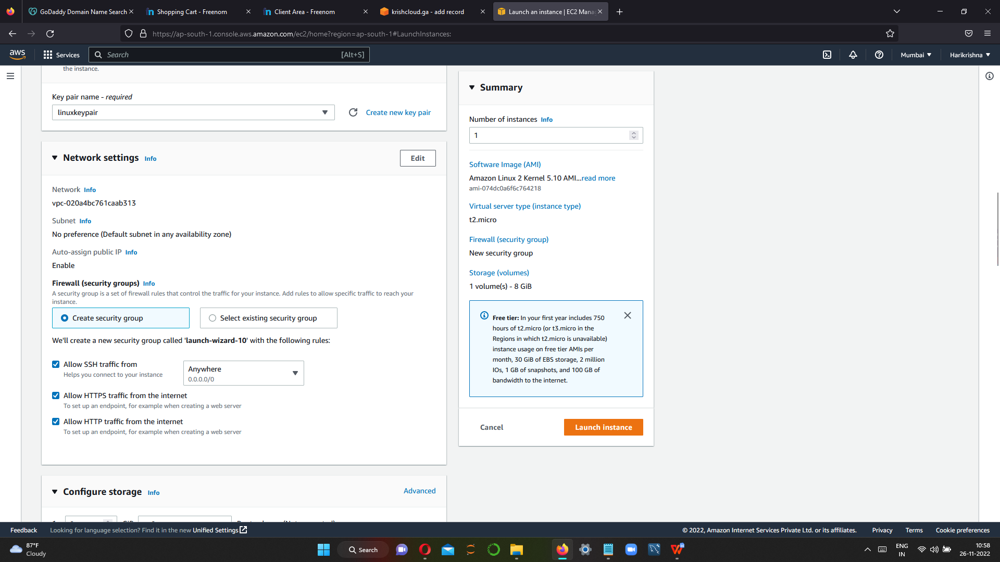 GoDaddy Domain Name Search
Shopping Cart - Freenom
Client Area - Freenom
krishcloud.ga - add record
Launch an instance | EC2 Mana
https://ap-south-1.console.aws.amazon.com/ec2/home?region=ap-south-1#LaunchInstances:
aws
Services
Search
[Alt+S]
Mumbai
Harikrishna
the instance.
Key pair name - required
linuxkeypair
Create new key pair
Network settings Info
Edit
Network Info
vpc-020a4bc761caab313
Subnet Info
No preference (Default subnet in any availability zone)
Auto-assign public IP Info
Enable
Firewall (security groups) Info
A security group is a set of firewall rules that control the traffic for your instance. Add rules to allow specific traffic to reach your
instance.
Create security group
Select existing security group
We'll create a new security group called 'launch-wizard-10' with the following rules:
Allow SSH traffic from
Helps you connect to your instance
Anywhere
0.0.0.0/0
Allow HTTPS traffic from the internet
To set up an endpoint, for example when creating a web server
Allow HTTP traffic from the internet
To set up an endpoint, for example when creating a web server
Configure storage Info
Advanced
Summary
Number of instances Info
1
Software Image (AMI)
Amazon Linux 2 Kernel 5.10 AMI...read more
ami-074dc0a6f6c764218
Virtual server type (instance type)
t2.micro
Firewall (security group)
New security group
Storage (volumes)
1 volume(s) - 8 GiB
Free tier: In your first year includes 750
hours of t2.micro (or t3.micro in the
Regions in which t2.micro is unavailable)
instance usage on free tier AMIs per
month, 30 GiB of EBS storage, 2 million
IOs, 1 GB of snapshots, and 100 GB of
bandwidth to the internet.
Cancel
Launch instance
Feedback
Looking for language selection? Find it in the new Unified Settings
© 2022, Amazon Internet Services Private Ltd. or its affiliates.
Privacy
Terms
Cookie preferences
87°F
Cloudy
Search
ENG
IN
10:58
26-11-2022